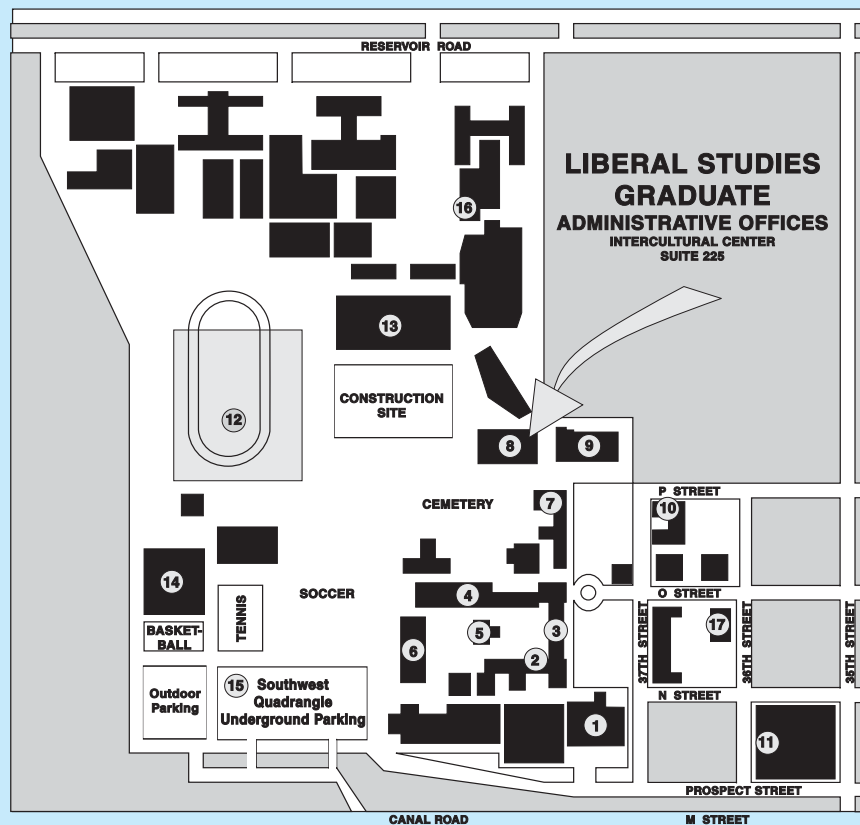 RESERVOIR ROAD
LIBERAL STUDIES
GRADUATE
ADMINISTRATIVE OFFICES
INTERCULTURAL CENTER
SUITE 225
16
13
CONSTRUCTION
SITE
12
8
9
CEMETERY
7
P STREET
10
14
SOCCER
TENNIS
BASKET-
BALL
4
O STREET
5
3
6
2
17
37TH STREET
36TH STREET
35TH STREET
N STREET
Outdoor
Parking
15
Southwest
Quadrangle
Underground Parking
1
11
PROSPECT STREET
CANAL ROAD
M STREET